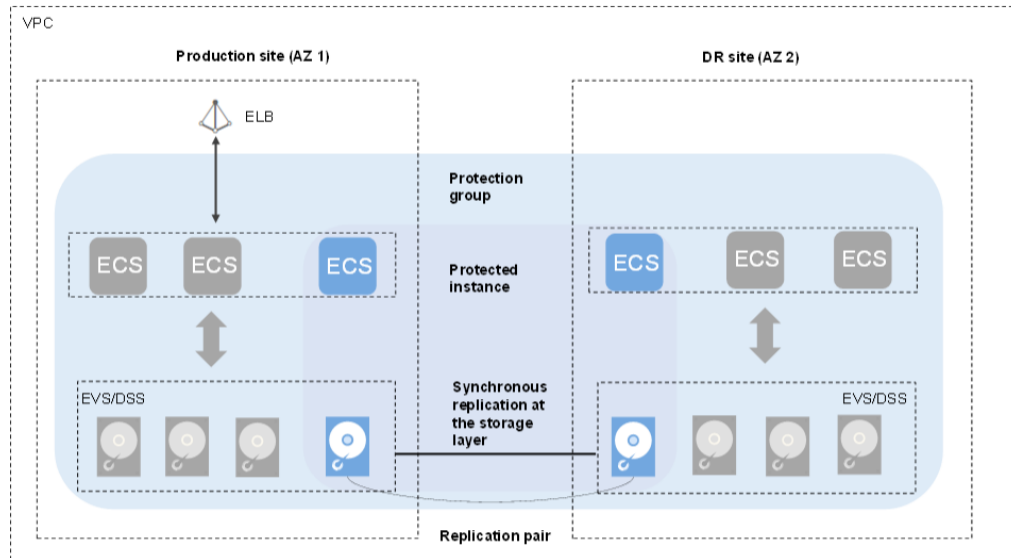 VPC
Production site (AZ 1)
DR site (AZ 2)
ELB
Protection
group
ECS
ECS
ECS
Protected
instance
ECS
ECS
ECS
EVS/DSS
Synchronous
replication at
the storage
layer
EVS/DSS
Replication pair